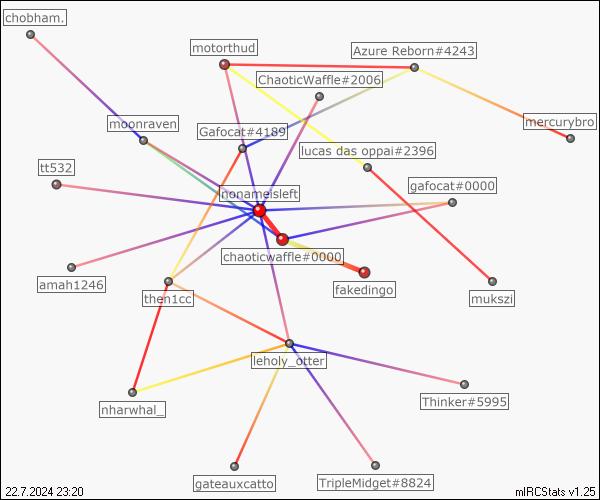 chobham.
motorthud
Azure Reborn#4243
ChaoticWaffle#2006
moonraven
mercurybro
Gafocat#4189
lucas das oppai#2396
tt532
gafocat#0000
nonameisleft
chaoticwaffle#0000
amah1246
fakedingo
then1cc
mukszi
leholy_otter
nharwhal_
Thinker#5995
gateauxcatto
TripleMidget#8824
22.7.2024 23:20
mIRCStats v1.25